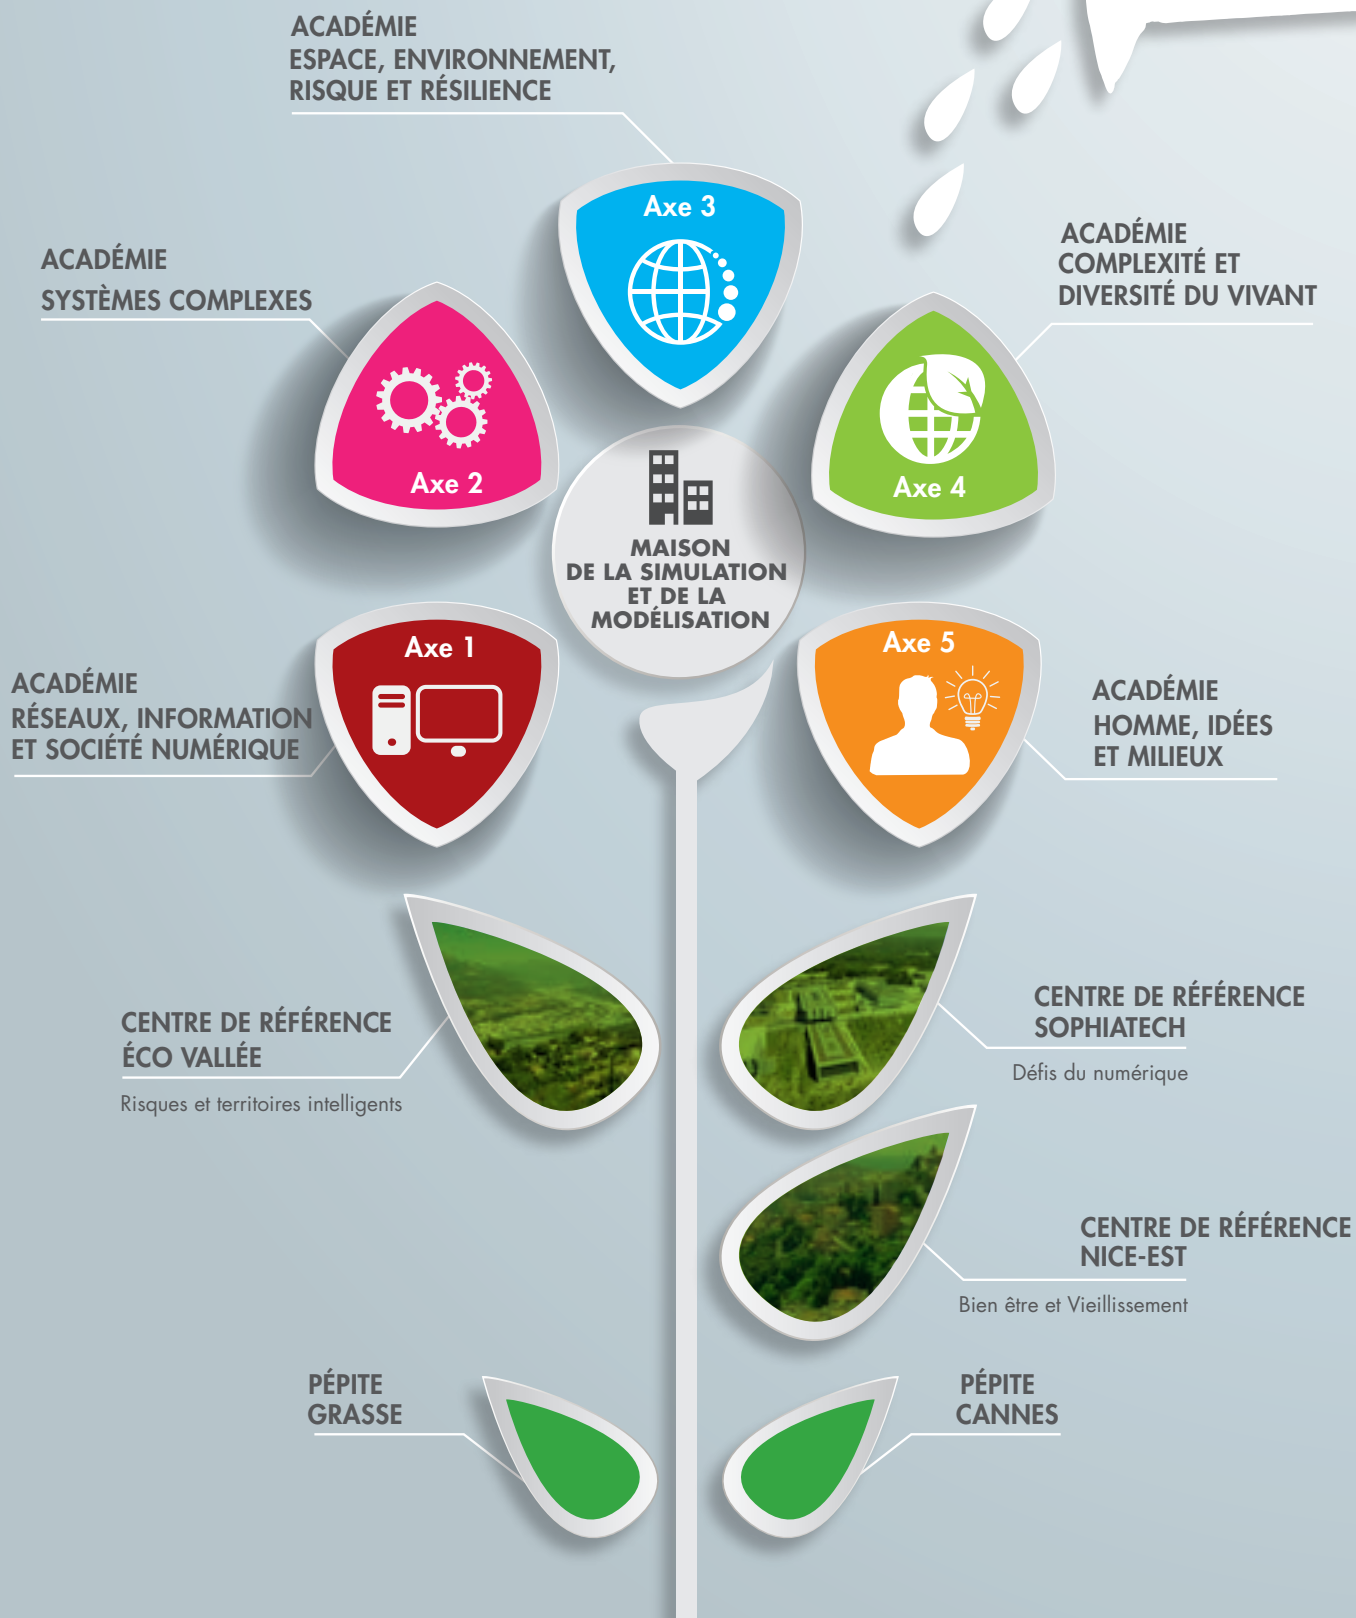 ACADÉMIE
ESPACE, ENVIRONNEMENT,
RISQUE ET RÉSILIENCE
Axe 3
ACADÉMIE
SYSTÈMES COMPLEXES
Axe 2
ACADÉMIE
COMPLEXITÉ ET
DIVERSITÉ DU VIVANT
Axe 4
MAISON
DE LA SIMULATION
ET DE LA
MODÉLISATION
Axe 1
ACADÉMIE
RÉSEAUX, INFORMATION
ET SOCIÉTÉ NUMÉRIQUE
Axe 5
ACADÉMIE
HOMME, IDÉES
ET MILIEUX
CENTRE DE RÉFÉRENCE
ÉCO VALLÉE
Risques et territoires intelligents
CENTRE DE RÉFÉRENCE
SOPHIATECH
Défis du numérique
CENTRE DE RÉFÉRENCE
NICE-EST
Bien être et Vieillissement
PÉPITE
GRASSE
PÉPITE
CANNES